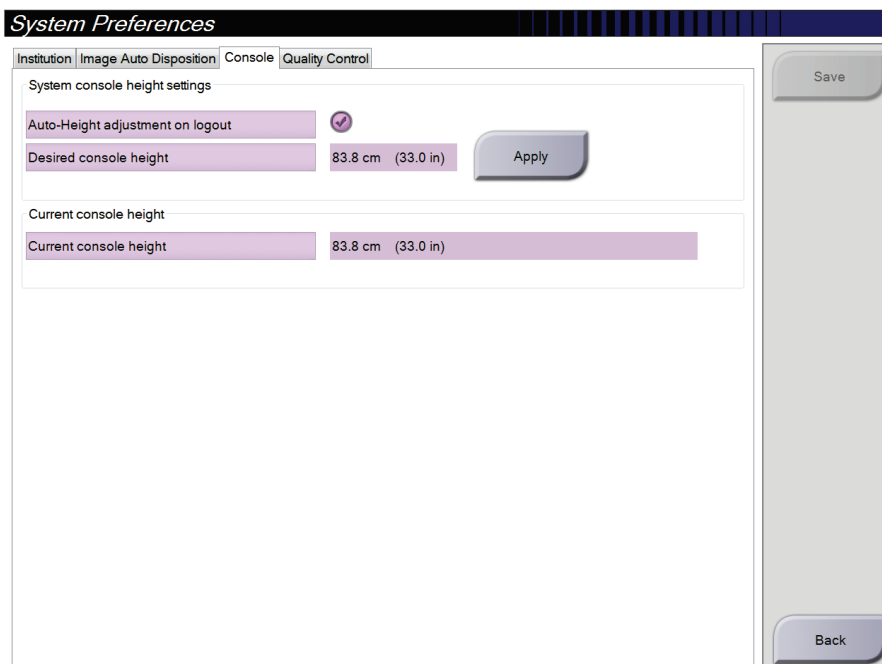 System Preferences
Institution Image Auto Disposition Console Quality Control
Save
System console height settings
Auto-Height adjustment on logout
Desired console height 83.8 cm (33.0 in) Apply
Current console height
Current console height 83.8 cm (33.0 in)
Back